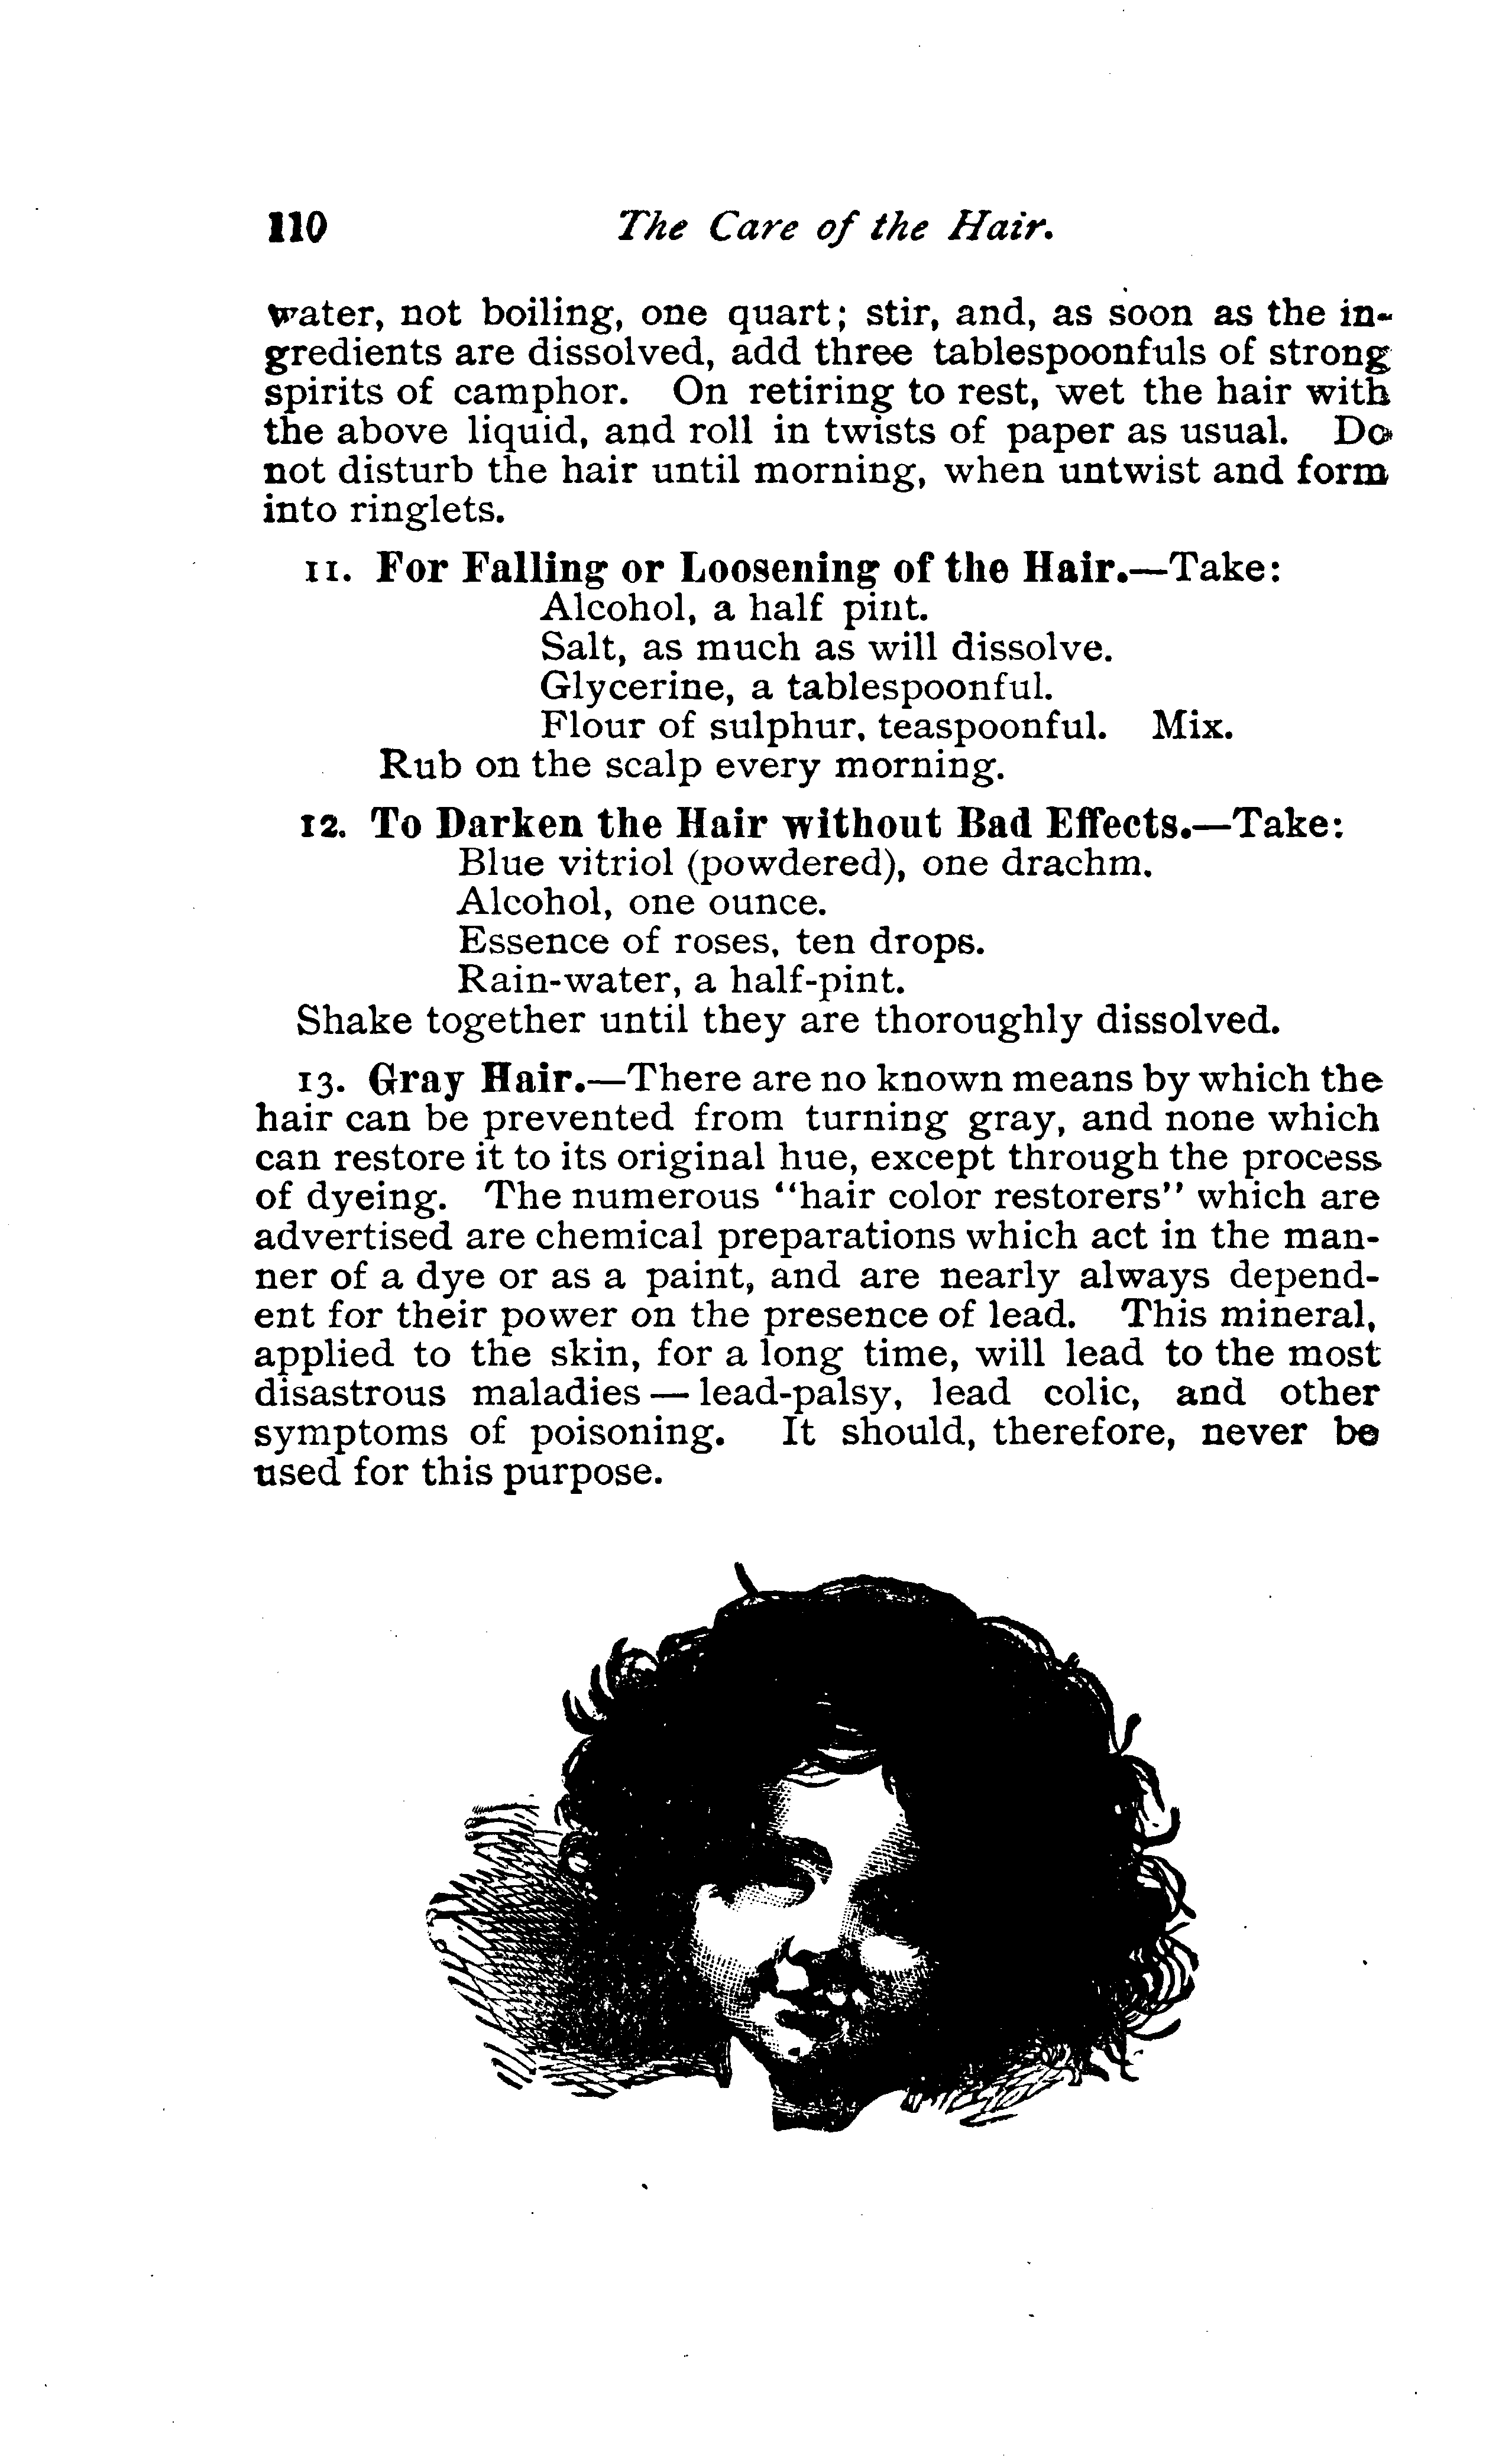 110 The Care of the Hair.
water, not boiling, one quart; stir, and, as soon as the in-
gredients are dissolved, add three tablespoonfuls of strong
spirits of camphor. On retiring to rest, wet the hair with
the above liquid, and roll in twists of paper as usual. Do
not disturb the hair until morning, when untwist and form
into ringlets.
11. For Falling or Loosening of the Hair.—Take:
Alcohol, a half pint.
Salt, as much as will dissolve.
Glycerine, a tablespoonful.
Flour of sulphur, teaspoonful. Mix.
Rub on the scalp every morning.
12. To Darken the Hair without Bad Effects.—Take:
Blue vitriol (powdered), one drachm.
Alcohol, one ounce.
Essence of roses, ten drops.
Rain-water, a half-pint.
Shake together until they are thoroughly dissolved.
13. Gray Hair.—There are no known means by which the
hair can be prevented from turning gray, and none which
can restore it to its original hue, except through the process
of dyeing. The numerous “hair color restorers” which are
advertised are chemical preparations which act in the man-
ner of a dye or as a paint, and are nearly always depend-
ent for their power on the presence of lead. This mineral,
applied to the skin, for a long time, will lead to the most
disastrous maladies — lead-palsy, lead colic, and other
symptoms of poisoning. It should, therefore, never be
used for this purpose.